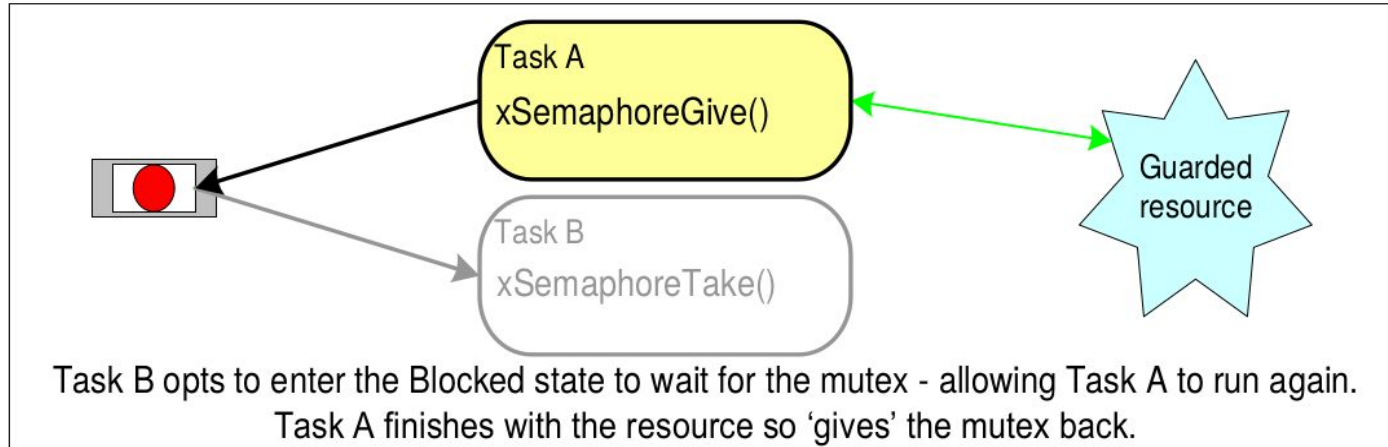 Task A
xSemaphoreGive()
Guarded
resource
Task B
xSemaphoreTake()
Task B opts to enter the Blocked state to wait for the mutex - allowing Task A to run again.
Task A finishes with the resource so ‘gives’ the mutex back.